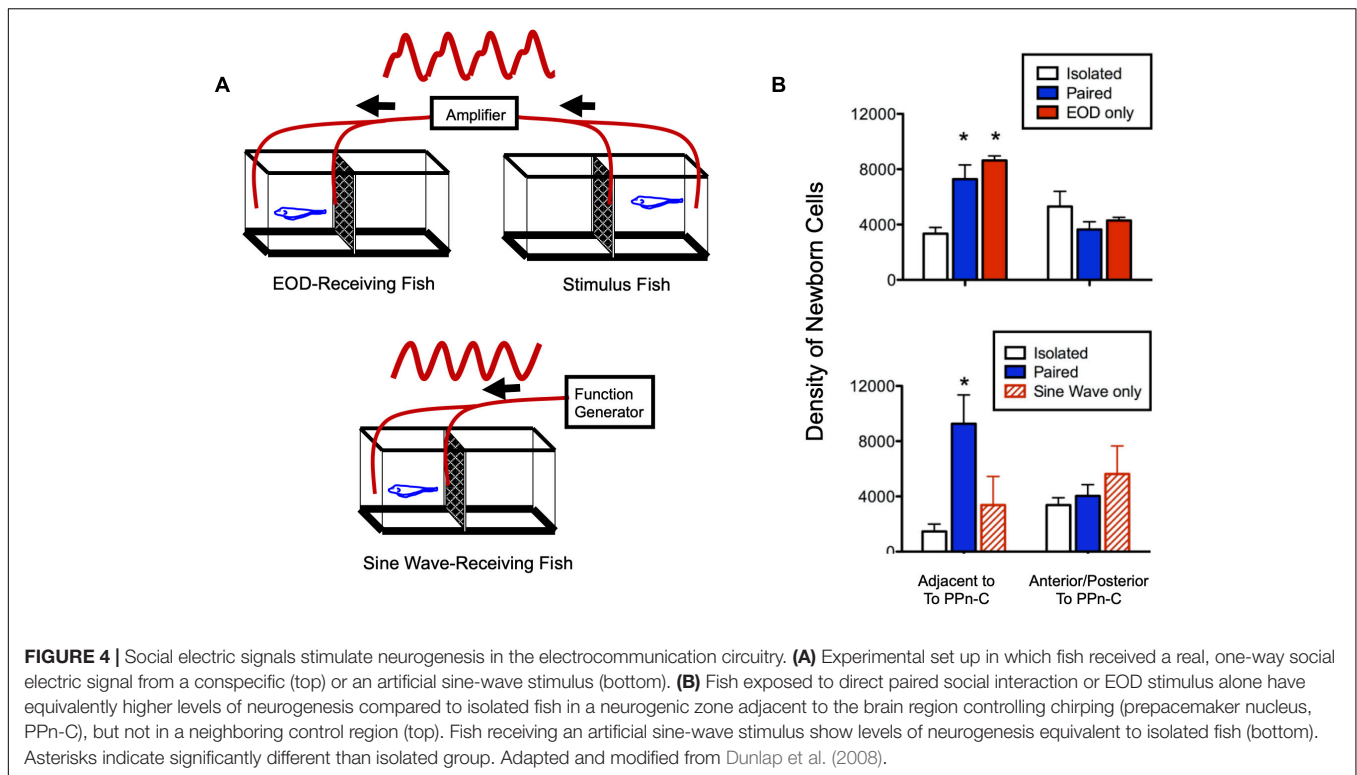 A
Amplifier
EOD-Receiving Fish
Stimulus Fish
Function
Generator
Sine Wave-Receiving Fish
B
Isolated
Paired
EOD only
12000
8000
4000
0
* *
Density of Newborn Cells
Isolated
Paired
Sine Wave only
12000
8000
4000
0
*
Adjacent to
To PPn-C
Anterior/Posterior
To PPn-C
FIGURE 4 | Social electric signals stimulate neurogenesis in the electrocommunication circuitry. (A) Experimental set up in which fish received a real, one-way social
electric signal from a conspecific (top) or an artificial sine-wave stimulus (bottom). (B) Fish exposed to direct paired social interaction or EOD stimulus alone have
equivalently higher levels of neurogenesis compared to isolated fish in a neurogenic zone adjacent to the brain region controlling chirping (prepacemaker nucleus,
PPn-C), but not in a neighboring control region (top). Fish receiving an artificial sine-wave stimulus show levels of neurogenesis equivalent to isolated fish (bottom).
Asterisks indicate significantly different than isolated group. Adapted and modified from Dunlap et al. (2008).